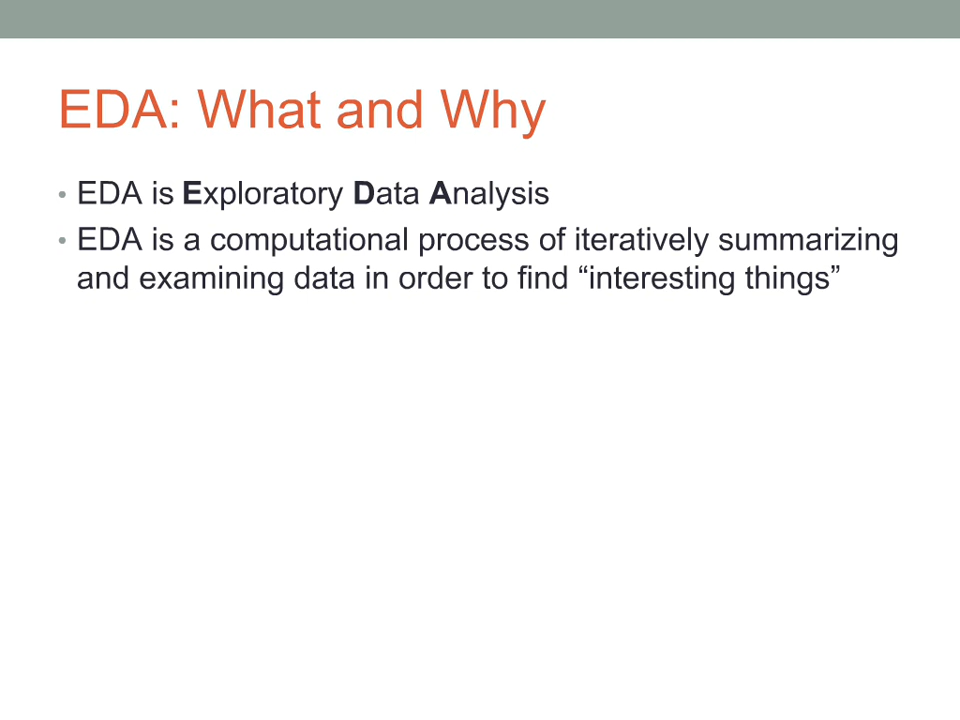 EDA: What and Why
• EDA is Exploratory Data Analysis
• EDA is a computational process of iteratively summarizing
and examining data in order to find “interesting things”